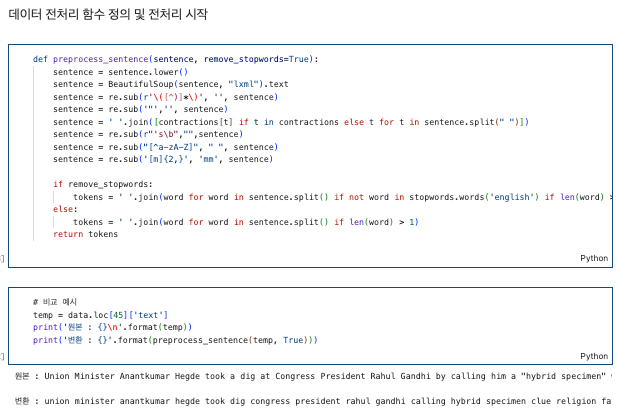 데이터 전처리 함수 정의 및 전처리 시작
def preprocess_sentence(sentence, remove_stopwords=True):
sentence = sentence.lower()
sentence = BeautifulSoup(sentence, "lxml").text
sentence = re.sub(r'\([^)]*\)', '', sentence)
sentence = re.sub('"','', sentence)
sentence = ' '.join([contractions[t] if t in contractions else t for t in sentence.split(" ")])
sentence = re.sub(r"'s\b","",sentence)
sentence = re.sub("[^a-zA-Z]", " ", sentence)
sentence = re.sub('[m]{2,}', 'mm', sentence)
if remove_stopwords:
tokens = ' '.join(word for word in sentence.split() if not word in stopwords.words('english') if len(word) >
else:
tokens = ' '.join(word for word in sentence.split() if len(word) > 1)
return tokens
Python
# 비교 예시
temp = data.loc[45]['text']
print('원본 : {}\n'.format(temp))
print('변환 : {}'.format(preprocess_sentence(temp, True)))
Python
원본 : Union Minister Anantkumar Hegde took a dig at Congress President Rahul Gandhi by calling him a "hybrid specimen"
변환 : union minister anantkumar hegde took dig congress president rahul gandhi calling hybrid specimen clue religion fa